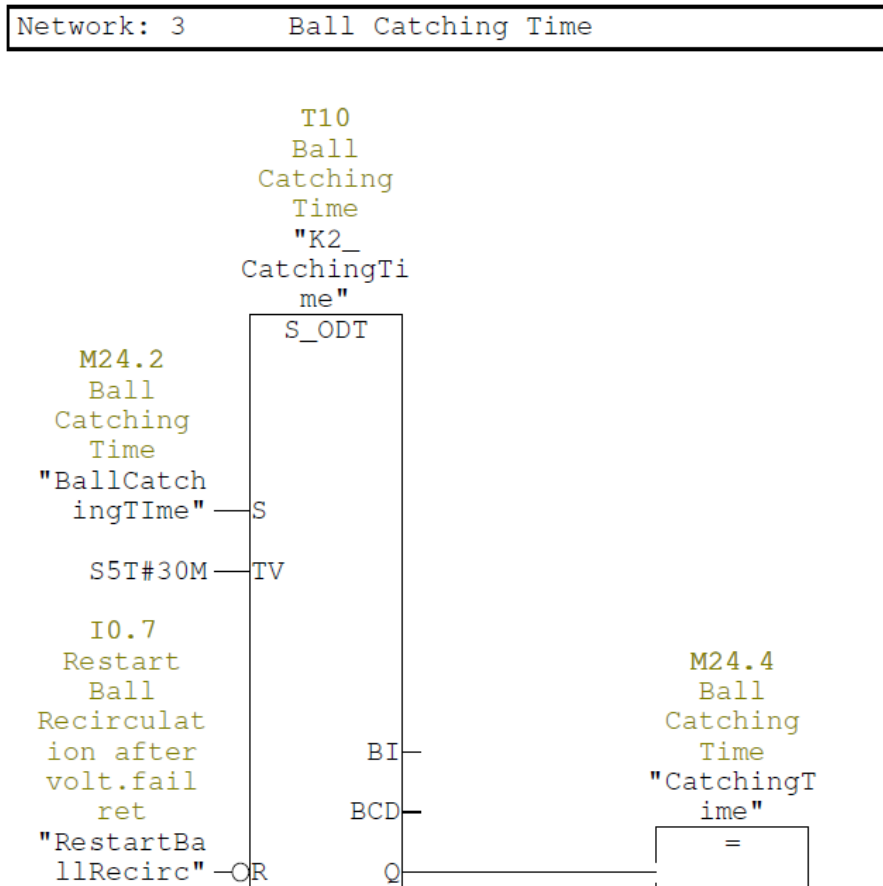 Network: 3 Ball Catching Time
T10
Ball
Catching
Time
"K2_
CatchingTi
me"
S_ODT
M24.2
Ball
Catching
Time
"BallCatch
ingTIme"
S
S5T#30M
TV
I0.7
Restart
Ball
Recirculat
ion after
volt.fail
ret
"RestartBa
llRecirc"
R
BI
BCD
Q
M24.4
Ball
Catching
Time
"CatchingT
ime"
=